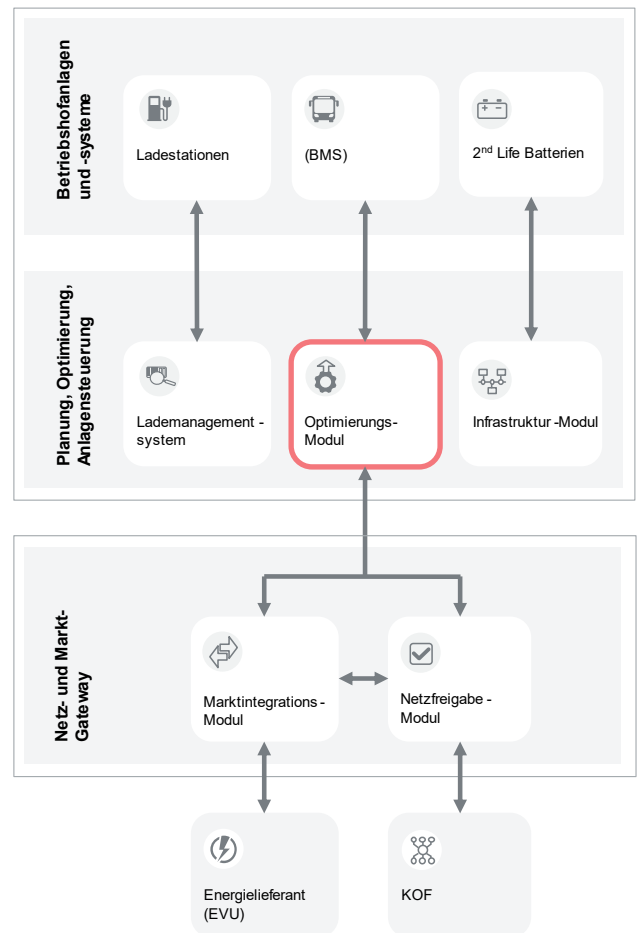 Betriebshofanlagen
und -systeme
Ladestationen
(BMS)
2nd Life Batterien
Planung, Optimierung,
Anlagensteuerung
Lademanagement -
system
Optimierungs-
Modul
Infrastruktur -Modul
Netz- und Markt-
Gateway
Marktintegrations -
Modul
Netzfreigabe -
Modul
Energielieferant
(EVU)
KOF